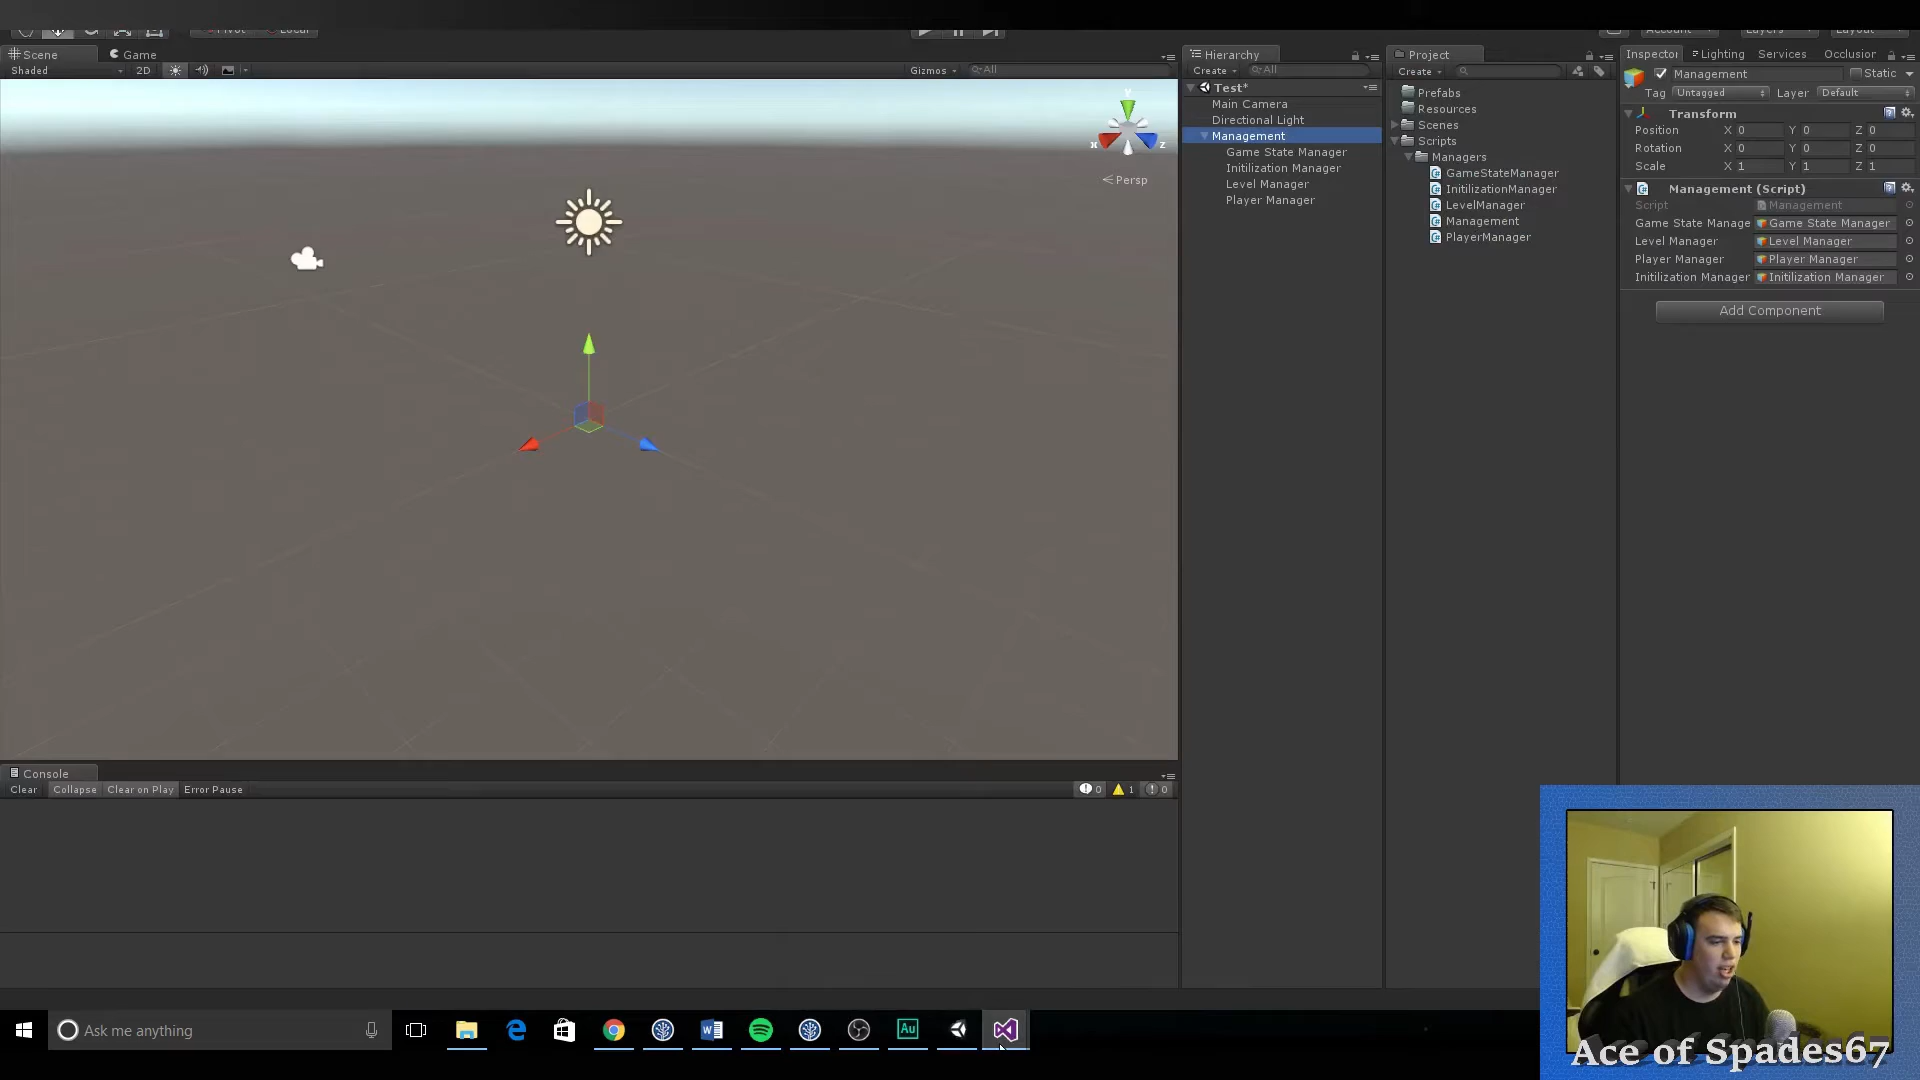 Pivot Local Account Layers Layout
Scene Game
Shaded 2D Gizmos All
y
x z
Persp
Hierarchy
Create All
Test*
Main Camera
Directional Light
Management
Game State Manager
Initilization Manager
Level Manager
Player Manager
Project
Create
Prefabs
Resources
Scenes
Scripts
Managers
GameStateManager
InitilizationManager
LevelManager
Management
PlayerManager
Inspector Lighting Services Occlusion
Management Static
Tag Untagged Layer Default
Transform
Position X 0 Y 0 Z 0
Rotation X 0 Y 0 Z 0
Scale X 1 Y 1 Z 1
Management (Script)
Script Management
Game State Manage Game State Manager
Level Manager Level Manager
Player Manager Player Manager
Initilization Manager Initilization Manager
Add Component
Console
Clear Collapse Clear on Play Error Pause 0 1 0
Ask me anything
Au
Ace of Spades67